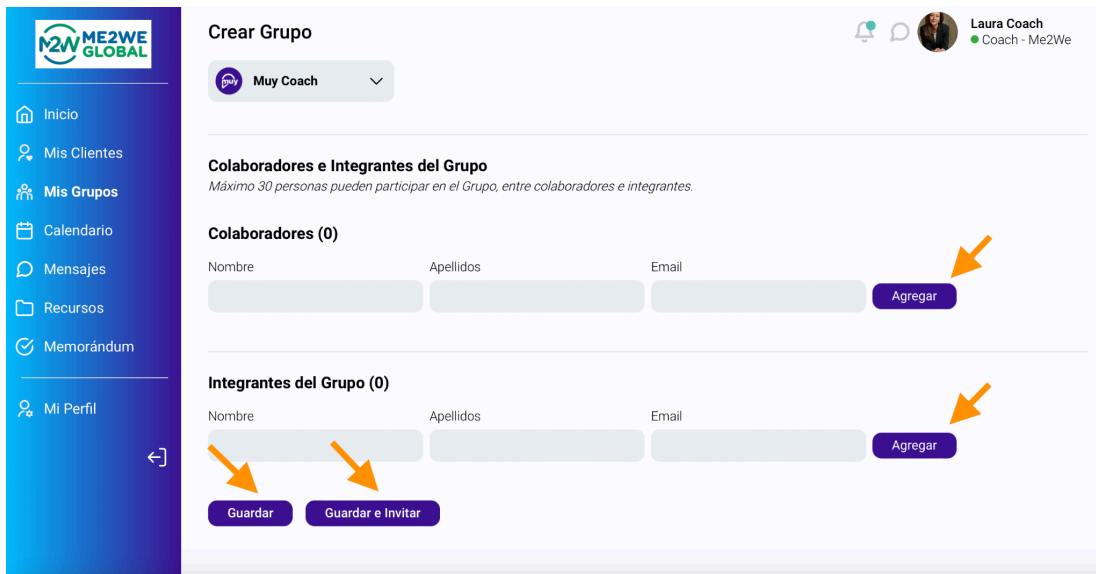 M2W ME2WE
GLOBAL
Inicio
Mis Clientes
Mis Grupos
Calendario
Mensajes
Recursos
Memorándum
Mi Perfil
Crear Grupo
Laura Coach
Coach - Me2We
muy Muy Coach
Colaboradores e Integrantes del Grupo
Máximo 30 personas pueden participar en el Grupo, entre colaboradores e integrantes.
Colaboradores (0)
Nombre Apellidos Email
Agregar
Integrantes del Grupo (0)
Nombre Apellidos Email
Agregar
Guardar Guardar e Invitar